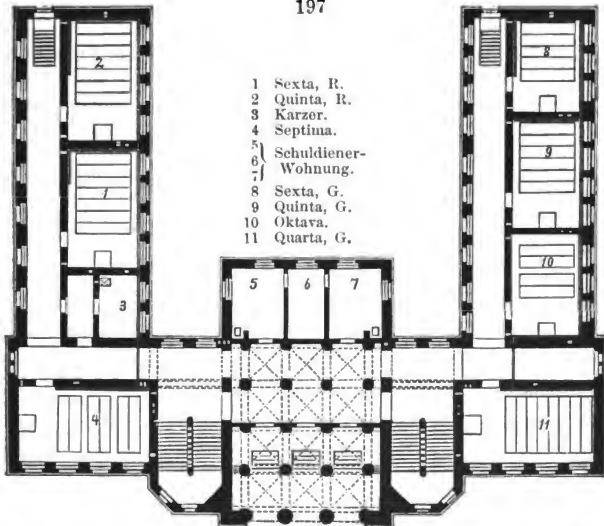 197
1 Sexta, R.
2 Quinta, R.
3 Karzer.
4 Septima.
5
6 Schuldiener-
7 Wohnung.
8 Sexta, G.
9 Quinta, G.
10 Oktava.
11 Quarta, G.
2
1
3
4
5 6 7
8
9
10
11